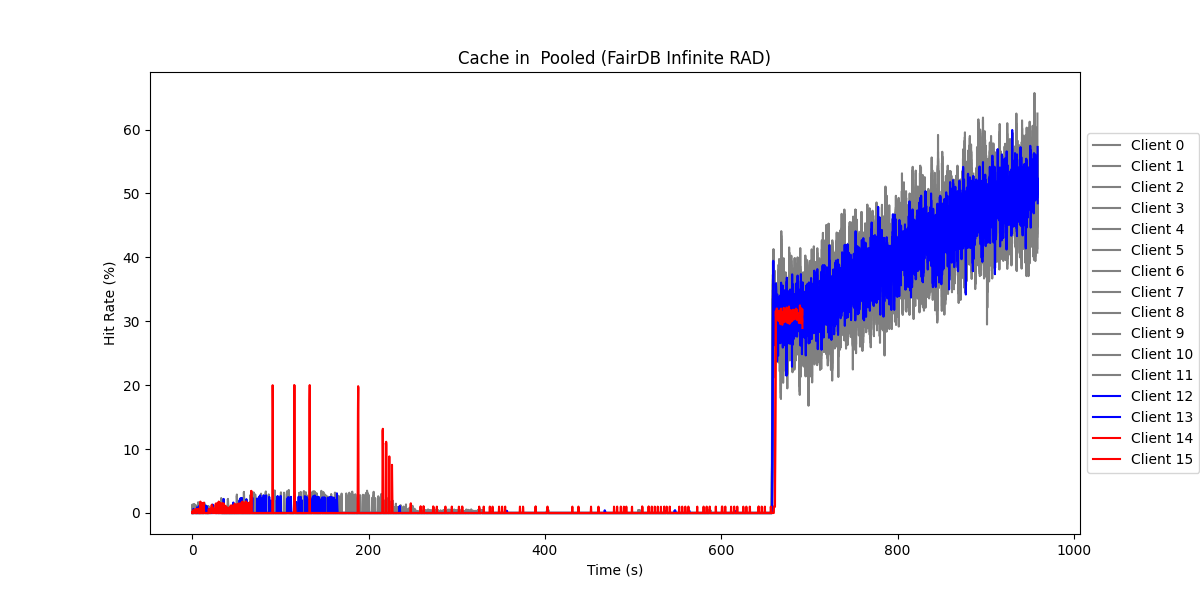 Cache in  Pooled (FairDB Infinite RAD)
Hit Rate (%)
60
50
40
30
20
10
0
0
200
400
600
800
1000
Time (s)
Client 0
Client 1
Client 2
Client 3
Client 4
Client 5
Client 6
Client 7
Client 8
Client 9
Client 10
Client 11
Client 12
Client 13
Client 14
Client 15